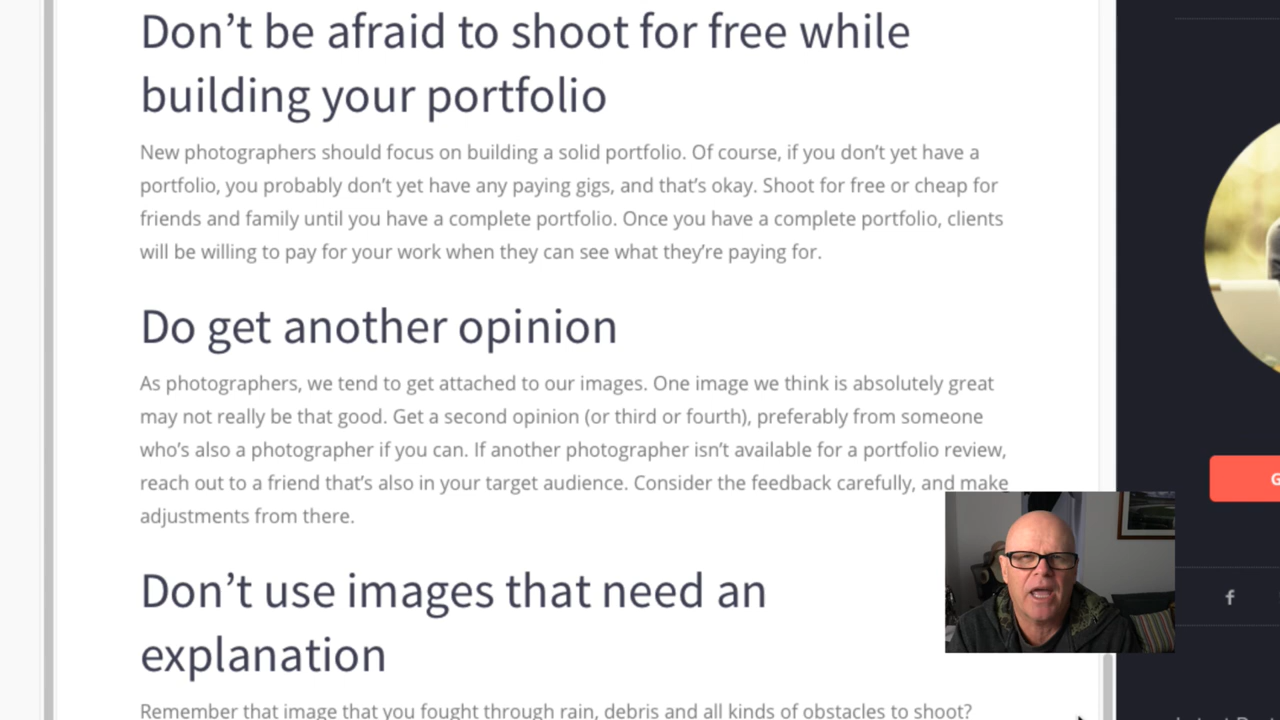 Don’t be afraid to shoot for free while
building your portfolio
New photographers should focus on building a solid portfolio. Of course, if you don’t yet have a
portfolio, you probably don’t yet have any paying gigs, and that’s okay. Shoot for free or cheap for
friends and family until you have a complete portfolio. Once you have a complete portfolio, clients
will be willing to pay for your work when they can see what they’re paying for.
Do get another opinion
As photographers, we tend to get attached to our images. One image we think is absolutely great
may not really be that good. Get a second opinion (or third or fourth), preferably from someone
who’s also a photographer if you can. If another photographer isn’t available for a portfolio review,
reach out to a friend that’s also in your target audience. Consider the feedback carefully, and make
adjustments from there.
Don’t use images that need an
explanation
Remember that image that you fought through rain, debris and all kinds of obstacles to shoot?